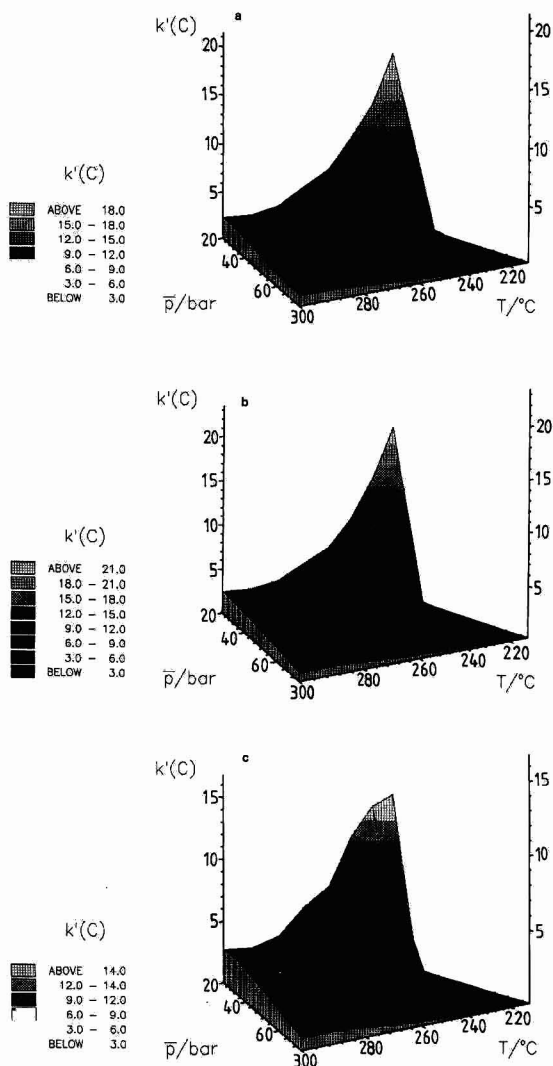 a
k'(C)
20
15
10
5
20
15
10
5
k'(C)
ABOVE 18.0
15.0 – 18.0
12.0 – 15.0
9.0 – 12.0
6.0 – 9.0
3.0 – 6.0
BELOW 3.0
20
40
60
300
280
260
240
220
p̅/bar
T/°C
b
k'(C)
20
15
10
5
20
15
10
5
k'(C)
ABOVE 21.0
18.0 – 21.0
15.0 – 18.0
12.0 – 15.0
9.0 – 12.0
6.0 – 9.0
3.0 – 6.0
BELOW 3.0
20
40
60
300
280
260
240
220
p̅/bar
T/°C
c
k'(C)
15
10
5
15
10
5
k'(C)
ABOVE 14.0
12.0 – 14.0
9.0 – 12.0
6.0 – 9.0
3.0 – 6.0
BELOW 3.0
20
40
60
300
280
260
240
220
p̅/bar
T/°C